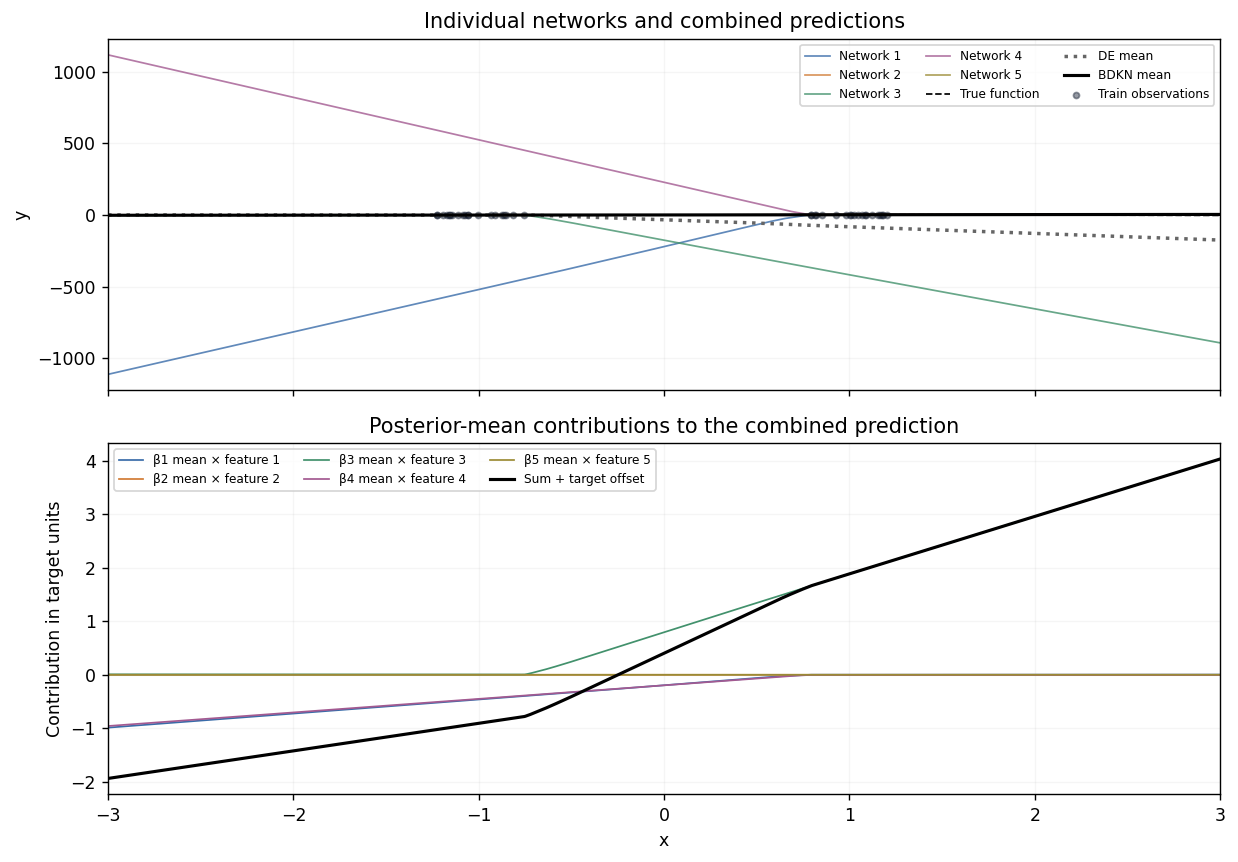 Individual networks and combined predictions
Network 1 Network 4 DE mean
Network 2 Network 5 BDKN mean
Network 3 True function Train observations
1000
500
0
−500
−1000
y
Posterior-mean contributions to the combined prediction
β1 mean × feature 1 β3 mean × feature 3 β5 mean × feature 5
β2 mean × feature 2 β4 mean × feature 4 Sum + target offset
4
3
2
1
0
−1
−2
Contribution in target units
−3 −2 −1 0 1 2 3
x